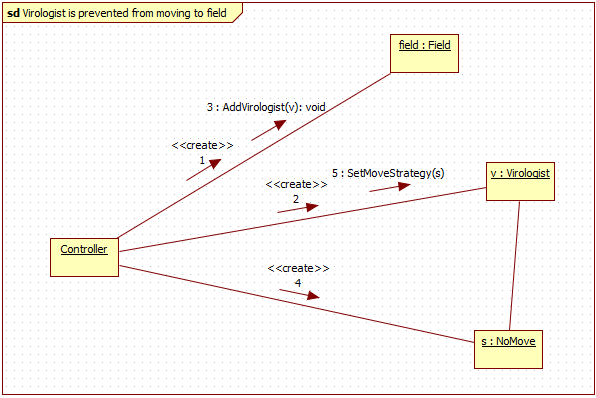 sd Virologist is prevented from moving to field
field : Field
3 : AddVirologist(v): void
<<create>>
1
5 : SetMoveStrategy(s)
v : Virologist
<<create>>
2
Controller
<<create>>
4
s : NoMove